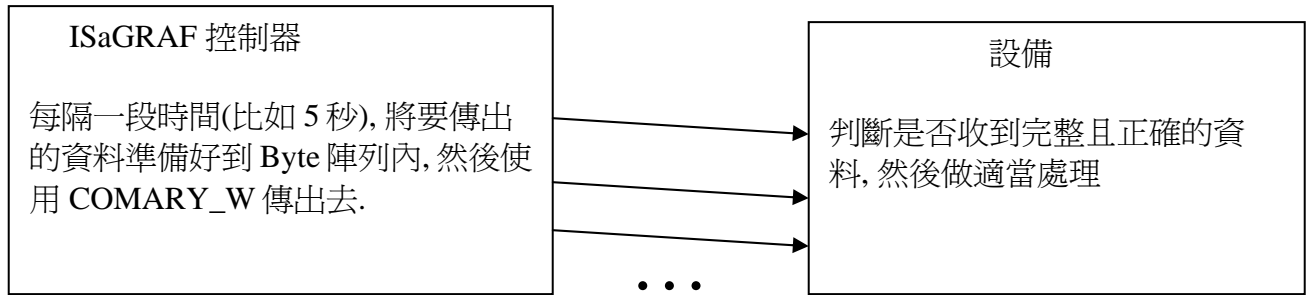 ISaGRAF 控制器
每隔一段時間(比如 5 秒), 將要傳出
的資料準備好到 Byte 陣列內, 然後使
用 COMARY_W 傳出去.
設備
判斷是否收到完整且正確的資
料, 然後做適當處理
• • •